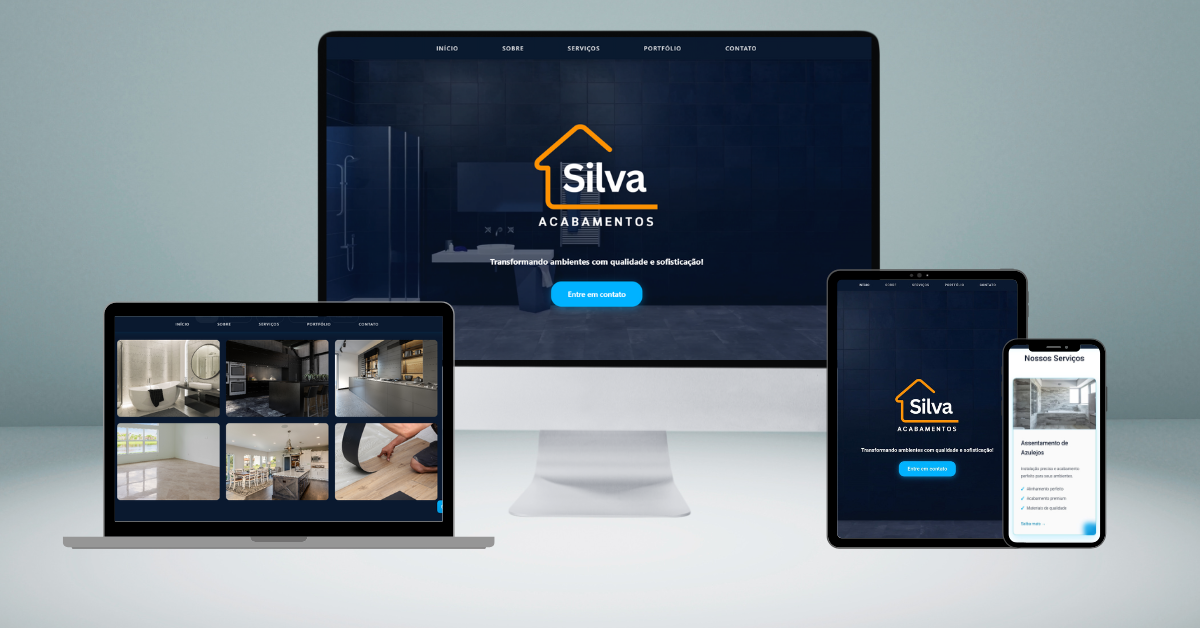 INÍCIO SOBRE SERVIÇOS PORTFÓLIO CONTATO
Silva
ACABAMENTOS
Transformando ambientes com qualidade e sofisticação!
Entre em contato
INÍCIO SOBRE SERVIÇOS PORTFÓLIO CONTATO
INÍCIO SOBRE SERVIÇOS PORTFÓLIO CONTATO
Silva
ACABAMENTOS
Transformando ambientes com qualidade e sofisticação!
Entre em contato
Nossos Serviços
Assentamento de
Azulejos
Instalação precisa e acabamento
perfeito para seus ambientes.
✓ Alinhamento perfeito
✓ Acabamento premium
✓ Materiais de qualidade
Saiba mais →